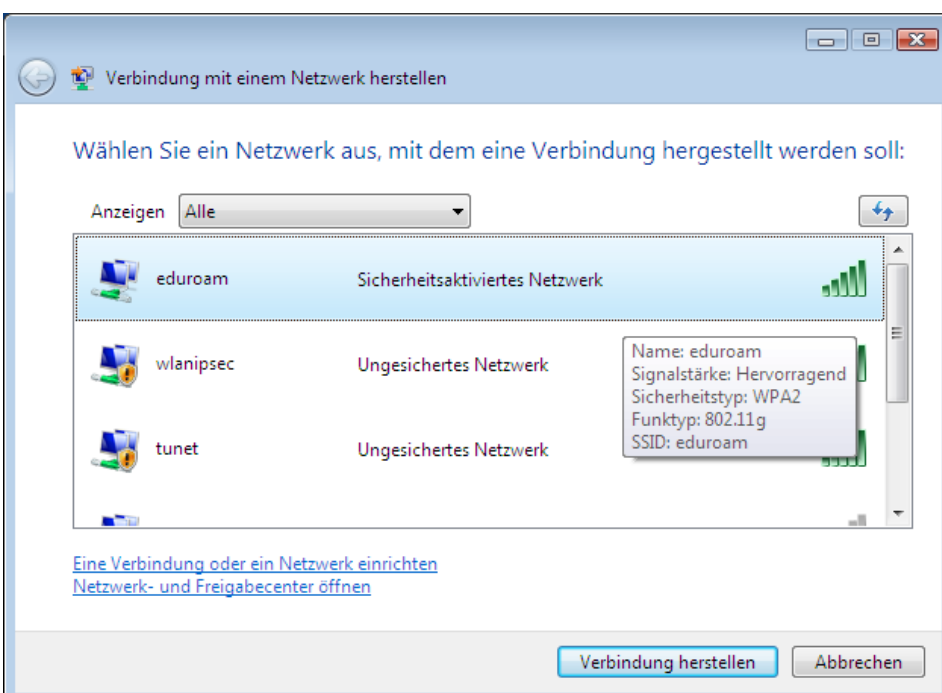 Verbindung mit einem Netzwerk herstellen
Wählen Sie ein Netzwerk aus, mit dem eine Verbindung hergestellt werden soll:
Anzeigen Alle
eduroam Sicherheitsaktiviertes Netzwerk
wlanipsec Ungesichertes Netzwerk
Name: eduroam
Signalstärke: Hervorragend
Sicherheitstyp: WPA2
Funktyp: 802.11g
SSID: eduroam
tunet Ungesichertes Netzwerk
Eine Verbindung oder ein Netzwerk einrichten
Netzwerk- und Freigabecenter öffnen
Verbindung herstellen Abbrechen